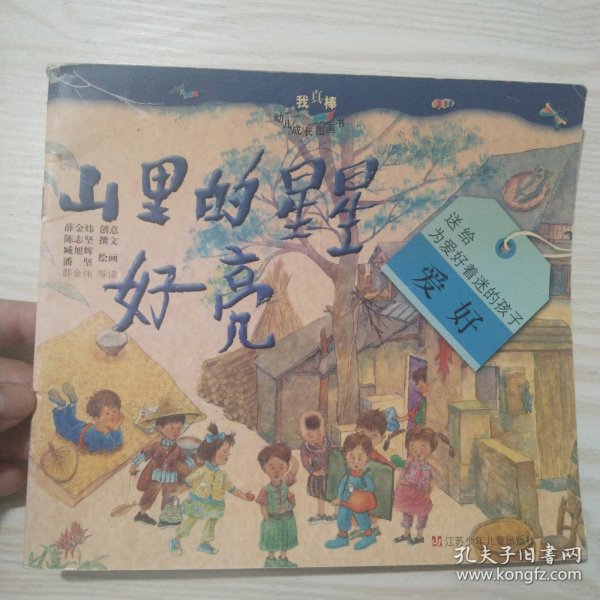 我真棒
幼儿成长图画书
山里的星星
好亮
薛金炜 创意
陈志坚 撰文
臧旭辉
潘 坚 绘画
薛金炜 导读
送给
为爱好着迷的孩子
爱好
江苏少年儿童出版社
孔夫子旧书网
www.kongfz.com